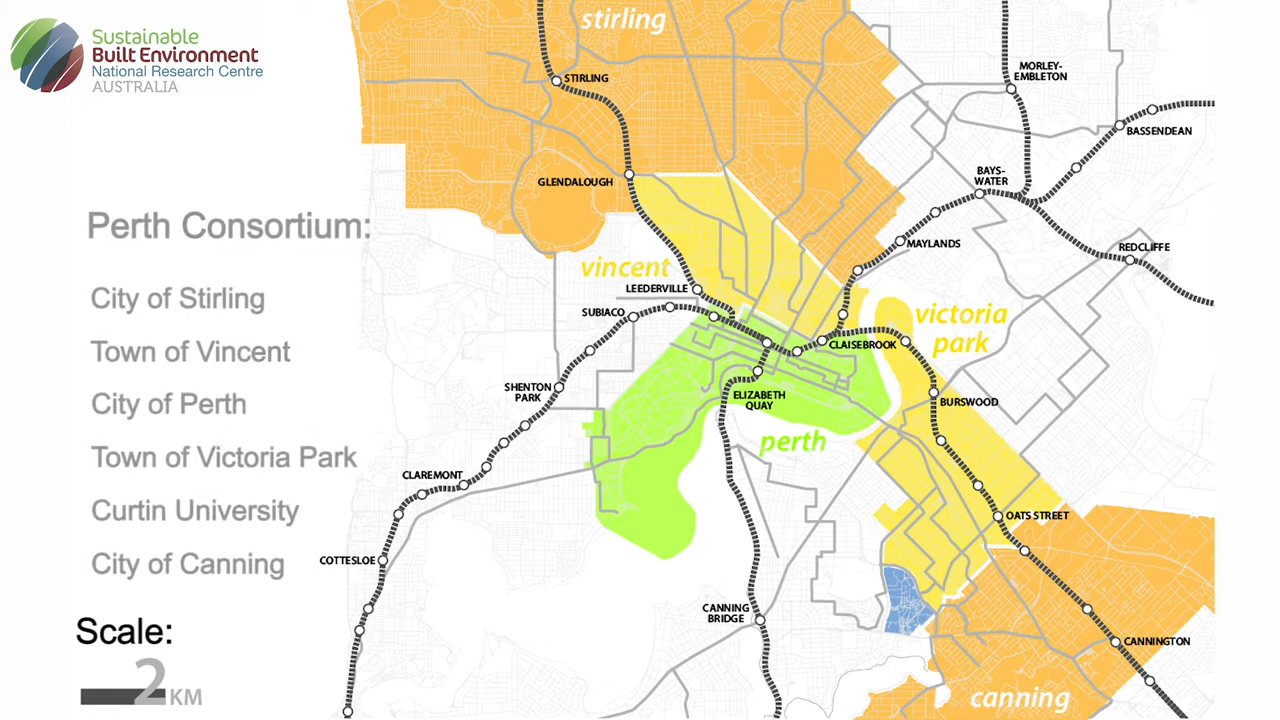 Sustainable
Built Environment
National Research Centre
AUSTRALIA
Perth Consortium:
City of Stirling
Town of Vincent
City of Perth
Town of Victoria Park
Curtin University
City of Canning
Scale:
2 KM
stirling
STIRLING
MORLEY-
EMBLETON
BASSENDEAN
GLENDALOUGH
BAYS-
WATER
MAYLANDS
REDCLIFFE
vincent
LEEDERVILLE
SUBIACO
victoria
park
CLAISEBROOK
SHENTON
PARK
ELIZABETH
QUAY
BURSWOOD
perth
CLAREMONT
OATS STREET
COTTESLOE
CANNING
BRIDGE
CANNINGTON
canning